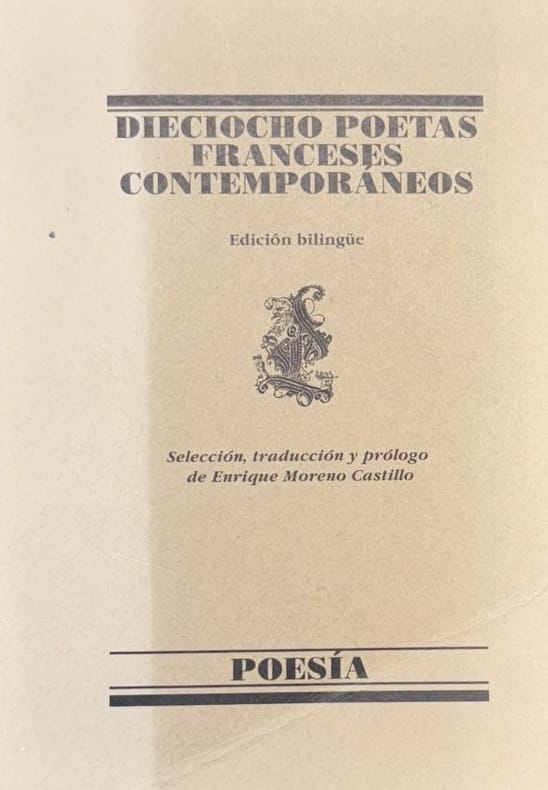 DIECIOCHO POETAS
FRANCESES
CONTEMPORÁNEOS
Edición bilingüe
Selección, traducción y prólogo
de Enrique Moreno Castillo
POESÍA